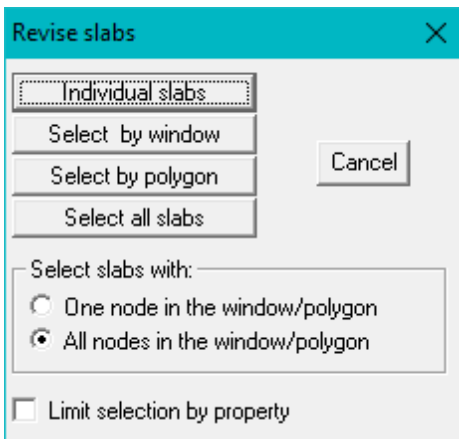 Revise slabs
Individual slabs
Select by window
Select by polygon
Cancel
Select all slabs
Select slabs with:
One node in the window/polygon
All nodes in the window/polygon
Limit selection by property